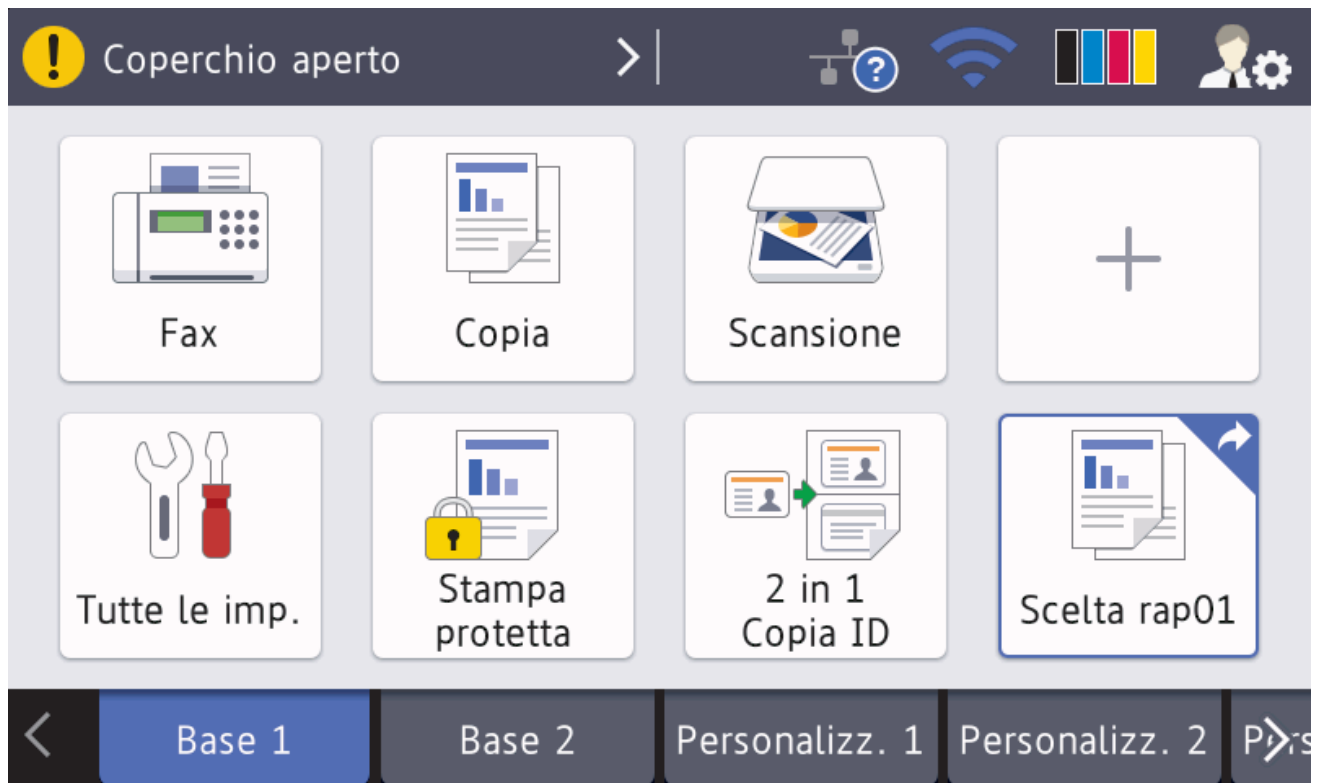 Coperchio aperto
Fax
Copia
Scansione
Tutte le imp.
Stampa
protetta
2 in 1
Copia ID
Scelta rap01
Base 1
Base 2
Personalizz. 1
Personalizz. 2